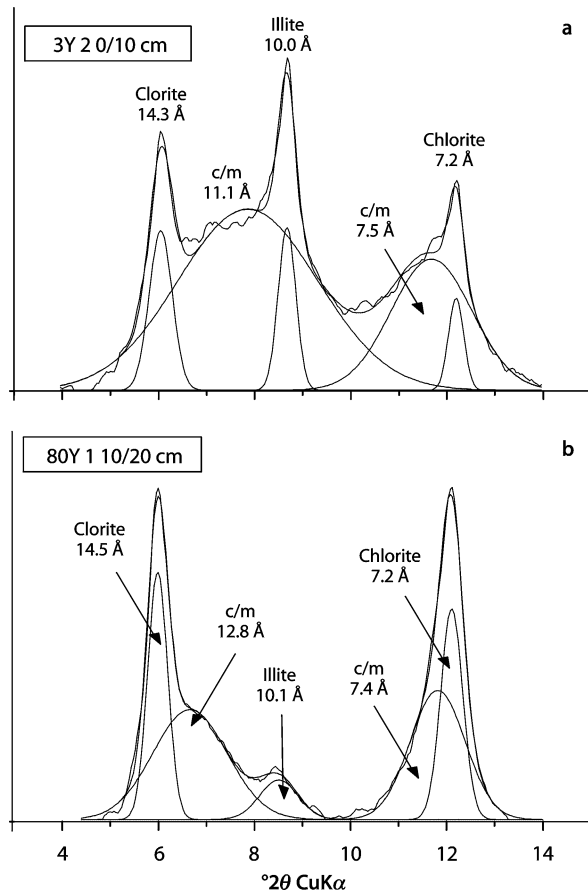 3Y 2 0/10 cm
a
Illite
10.0 Å
Clorite
14.3 Å
Chlorite
7.2 Å
c/m
11.1 Å
c/m
7.5 Å
80Y 1 10/20 cm
b
Clorite
14.5 Å
Chlorite
7.2 Å
c/m
12.8 Å
Illite
10.1 Å
c/m
7.4 Å
4 6 8 10 12 14
°2θ CuKα